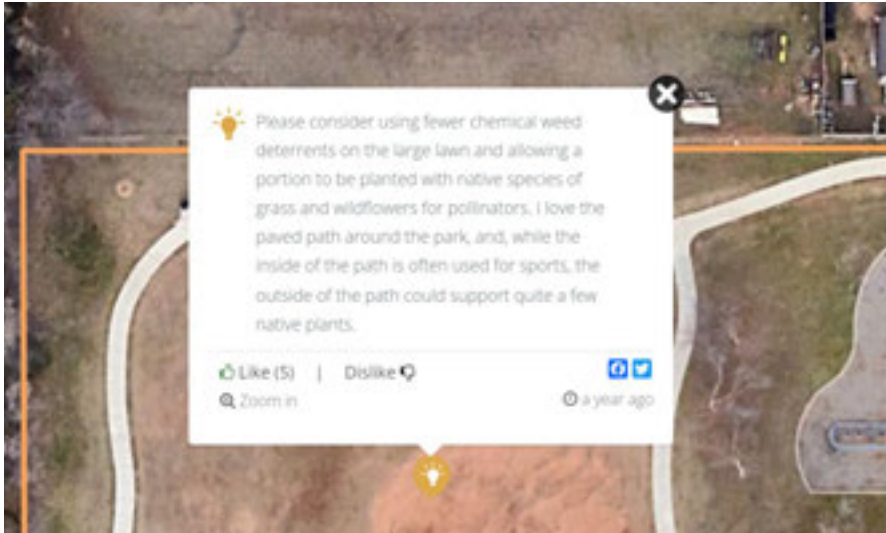 Please consider using fewer chemical weed
deterrents on the large lawn and allowing a
portion to be planted with native species of
grass and wildflowers for pollinators. I love the
paved path around the park, and, while the
inside of the path is often used for sports, the
outside of the path could support quite a few
native plants.
Like (5) | Dislike
Zoom in a year ago